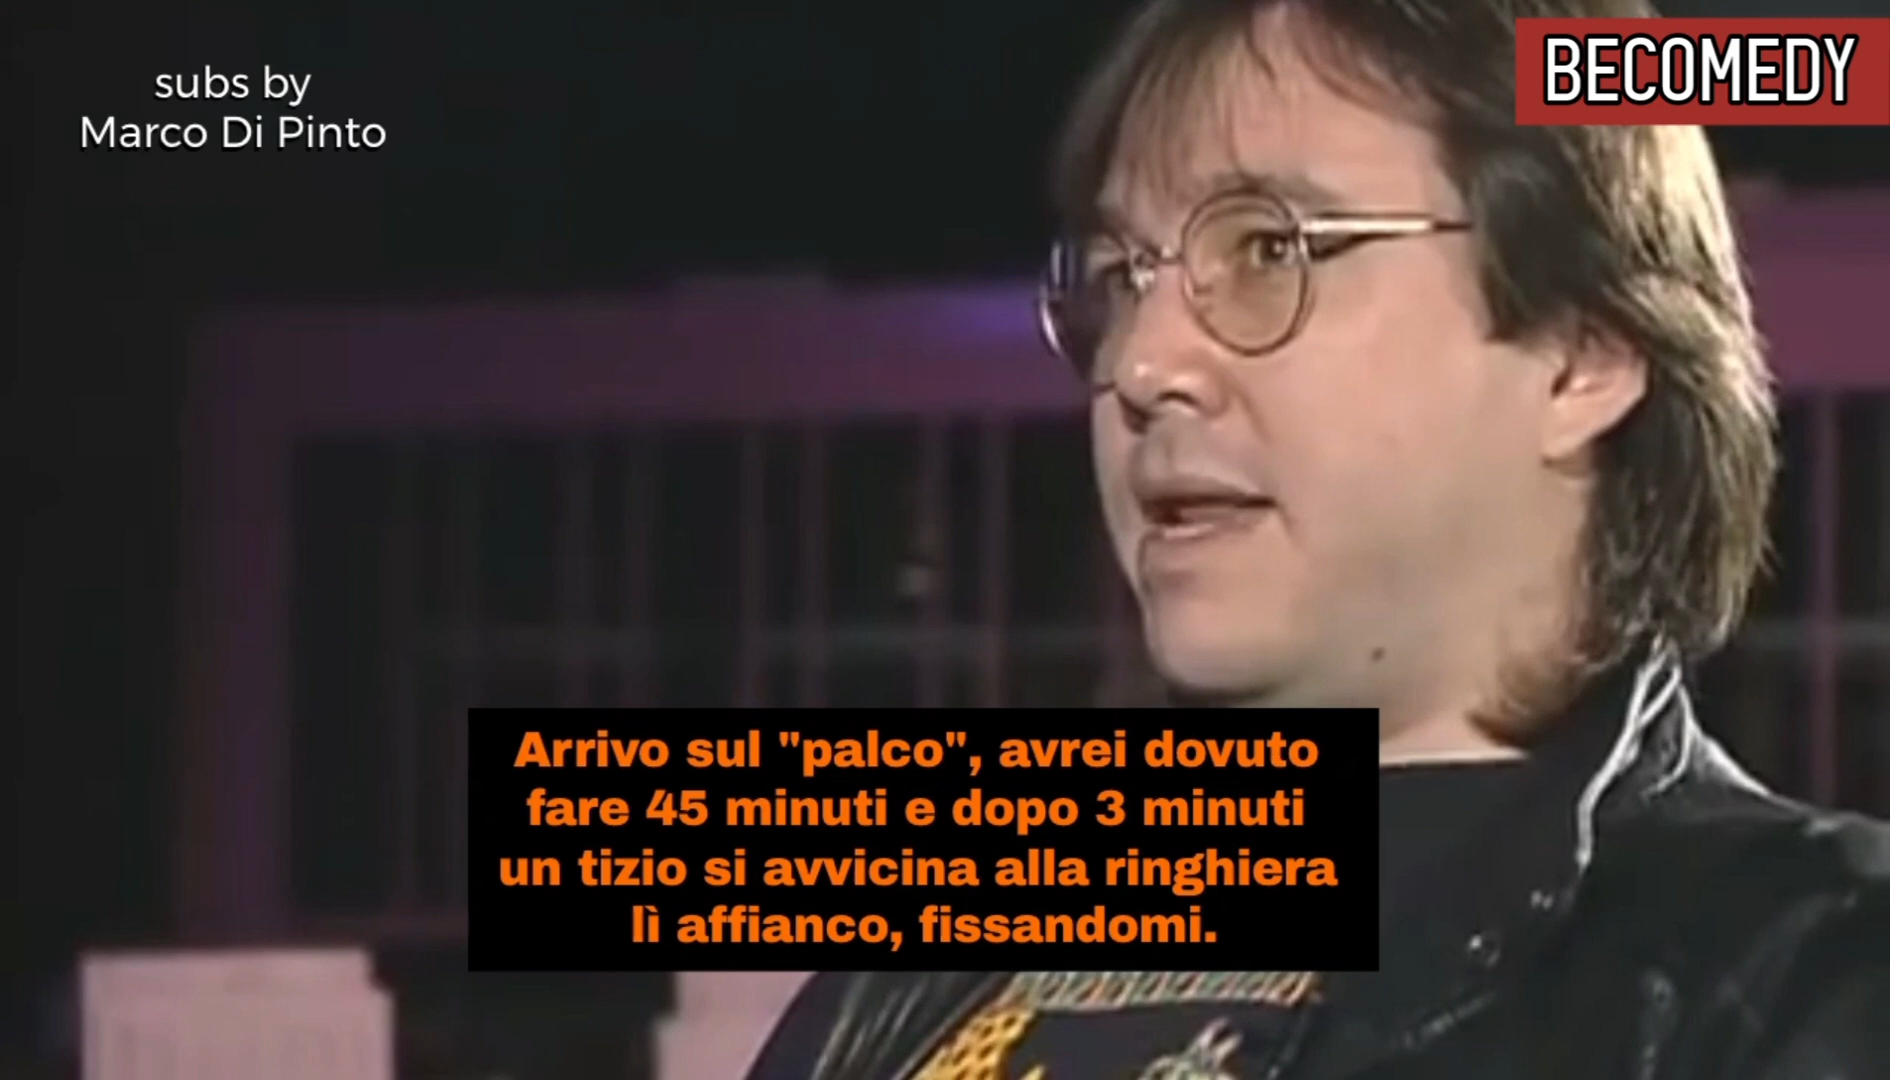 subs by
Marco Di Pinto
BECOMEDY
Arrivo sul "palco", avrei dovuto
fare 45 minuti e dopo 3 minuti
un tizio si avvicina alla ringhiera
lì affianco, fissandomi.